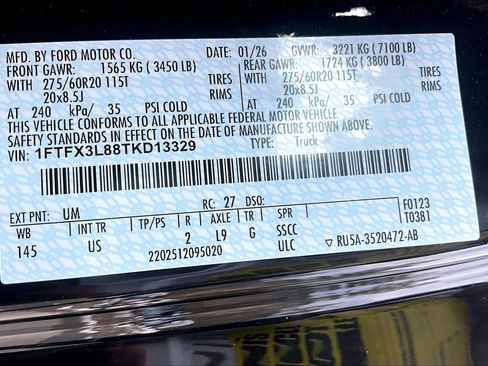 MFD. BY FORD MOTOR CO. DATE: 01/26 GVWR: 3221 KG ( 7100 LB)
FRONT GAWR: 1565 KG ( 3450 LB) REAR GAWR: 1724 KG ( 3800 LB)
WITH 275/60R20 115T TIRES WITH 275/60R20 115T TIRES
20x8.5J RIMS 20x8.5J RIMS
AT 240 kPa/ 35 PSI COLD AT 240 kPa/ 35 PSI COLD
THIS VEHICLE CONFORMS TO ALL APPLICABLE FEDERAL MOTOR VEHICLE
SAFETY STANDARDS IN EFFECT ON THE DATE OF MANUFACTURE SHOWN ABOVE.
VIN: 1FTFX3L88TKD13329 TYPE: Truck
F0123
T0381
EXT PNT: UM RC: 27 DSO:
WB INT TR TP/PS R AXLE TR SPR
145 US 2 L9 G SSCC
2202512095020 ULC ▽ RU5A-3520472-AB